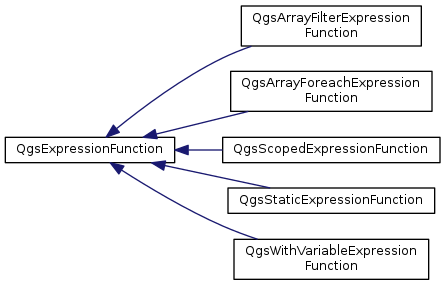 QgsArrayFilterExpression
Function
QgsArrayForeachExpression
Function
QgsExpressionFunction
QgsScopedExpressionFunction
QgsStaticExpressionFunction
QgsWithVariableExpression
Function